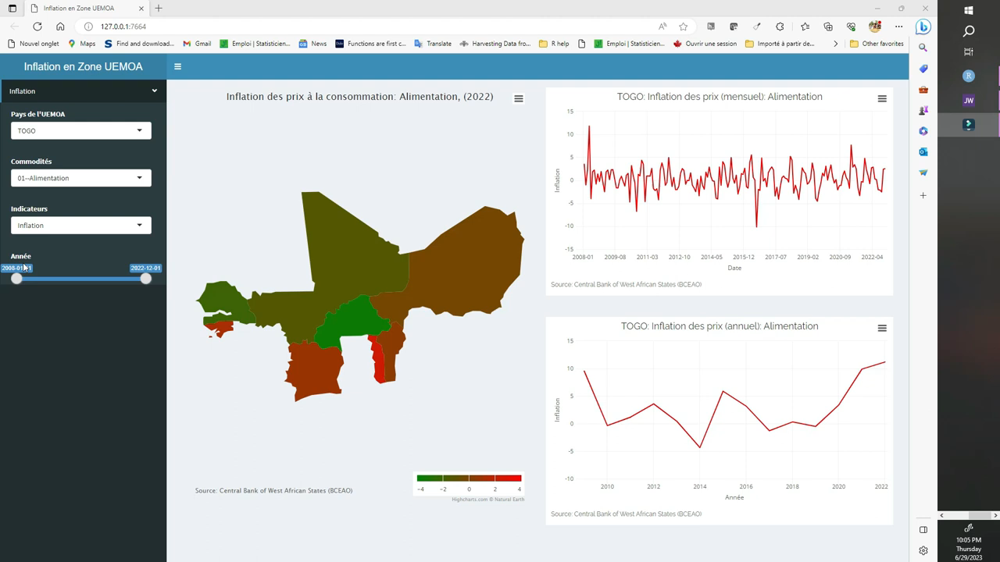 Inflation en Zone UEMOA
127.0.0.1:7664
Nouvel onglet
Maps
Find and download...
Gmail
Emploi | Statisticien...
News
Functions are first c...
Translate
Harvesting Data fro...
R help
Emploi | Statisticien...
Ouvrir une session
Importé à partir de...
Other favorites
Inflation en Zone UEMOA
Inflation
Pays de l'UEMOA
TOGO
Commodités
01--Alimentation
Indicateurs
Inflation
Année
2008-01
2022-12-01
Inflation des prix à la consommation: Alimentation, (2022)
-4 -2 0 2 4
Source: Central Bank of West African States (BCEAO)
Highcharts.com © Natural Earth
TOGO: Inflation des prix (mensuel): Alimentation
15
10
5
0
-5
-10
-15
Inflation
2008-01 2009-08 2011-03 2012-10 2014-05 2015-12 2017-07 2019-02 2020-09 2022-04
Date
Source: Central Bank of West African States (BCEAO)
TOGO: Inflation des prix (annuel): Alimentation
15
10
5
0
-5
-10
Inflation
2010 2012 2014 2016 2018 2020 2022
Année
Source: Central Bank of West African States (BCEAO)
R
JW
10:05 PM
Thursday
6/29/2023